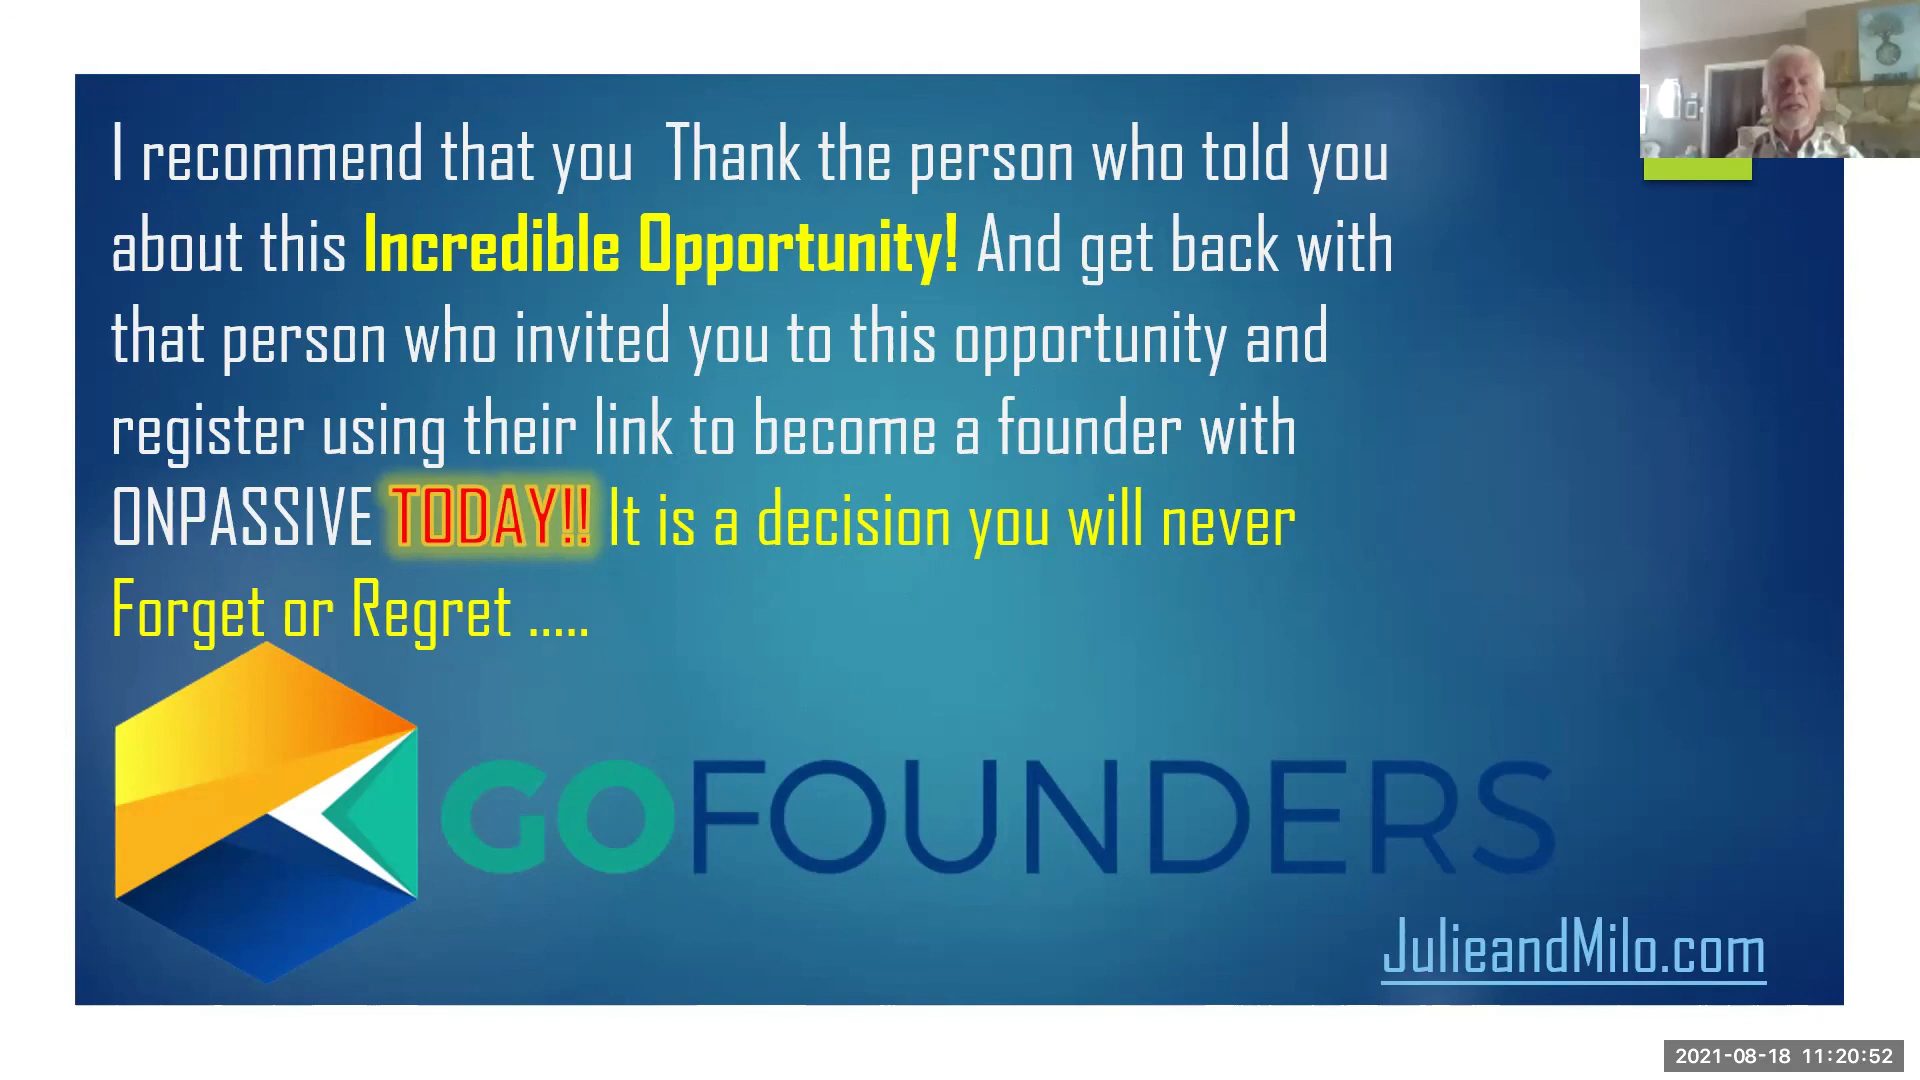 I recommend that you  Thank the person who told you
about this Incredible Opportunity! And get back with
that person who invited you to this opportunity and
register using their link to become a founder with
ONPASSIVE TODAY!! It is a decision you will never
Forget or Regret .....
GOFOUNDERS
JulieandMilo.com
2021-08-18 11:20:52